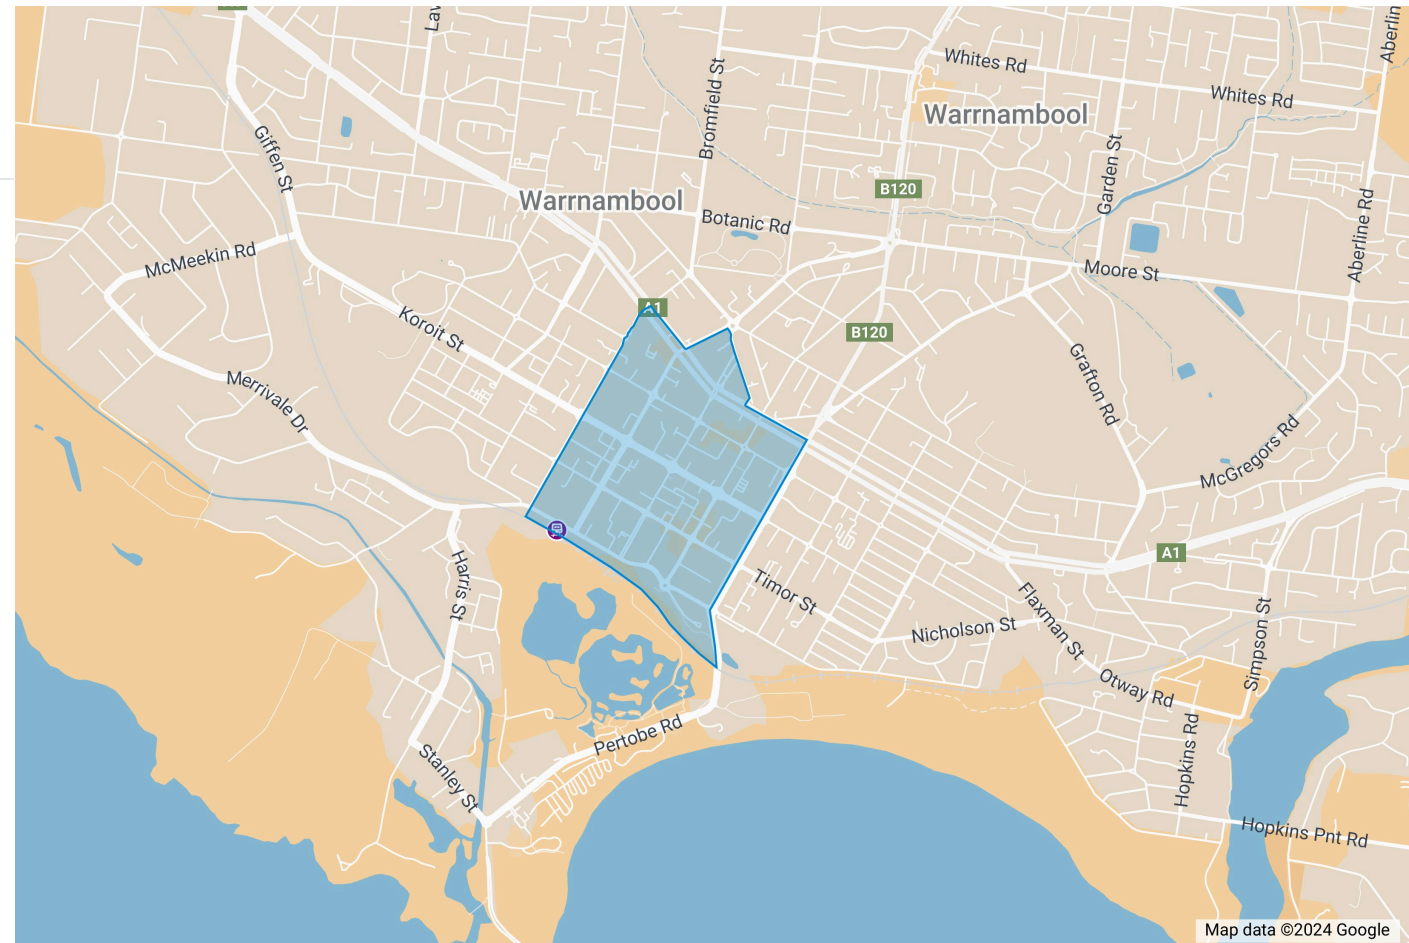 Lav
Aberlin
Whites Rd
Whites Rd
Bromfield St
Warrnambool
Giffen St
Garden St
B120
Warrnambool
Botanic Rd
Aberline Rd
McMeekin Rd
Moore St
A1
Koroit St
B120
Grafton Rd
Merrivale Dr
McGregors Rd
A1
Harris St
Timor St
Flaxman St
Nicholson St
Simpson St
Otway Rd
Pertobe Rd
Hopkins Rd
Stanley St
Hopkins Pnt Rd
Map data ©2024 Google